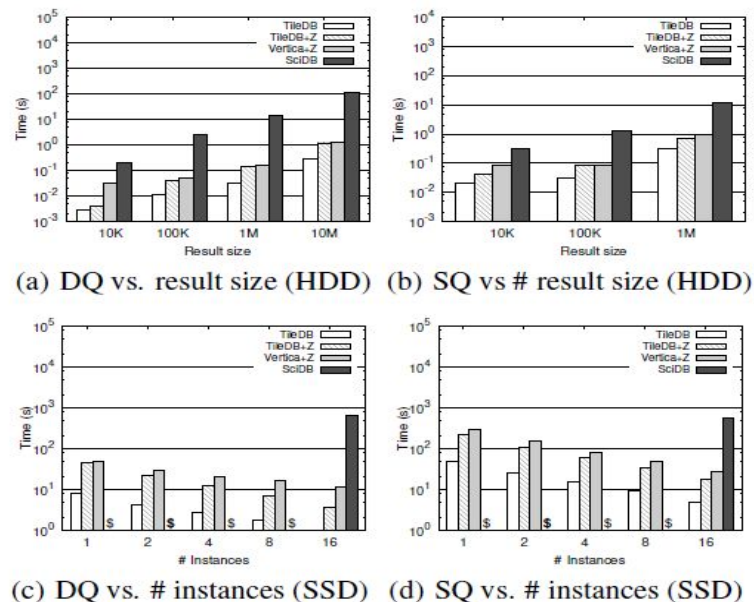 10^5
10^4
10^3
10^2
10^1
10^0
10^-1
10^-2
10^-3
Time (s)
TileDB
TileDB+Z
Vertica+Z
SciDB
10K 100K 1M 10M
Result size
(a) DQ vs. result size (HDD)
10^5
10^4
10^3
10^2
10^1
10^0
10^-1
10^-2
10^-3
Time (s)
TileDB
TileDB+Z
Vertica+Z
SciDB
10K 100K 1M
Result size
(b) SQ vs # result size (HDD)
10^5
10^4
10^3
10^2
10^1
10^0
Time (s)
TileDB
TileDB+Z
Vertica+Z
SciDB
$ $ $ $
1 2 4 8 16
# Instances
(c) DQ vs. # instances (SSD)
10^5
10^4
10^3
10^2
10^1
10^0
Time (s)
TileDB
TileDB+Z
Vertica+Z
SciDB
$ $ $ $
1 2 4 8 16
# Instances
(d) SQ vs. # instances (SSD)